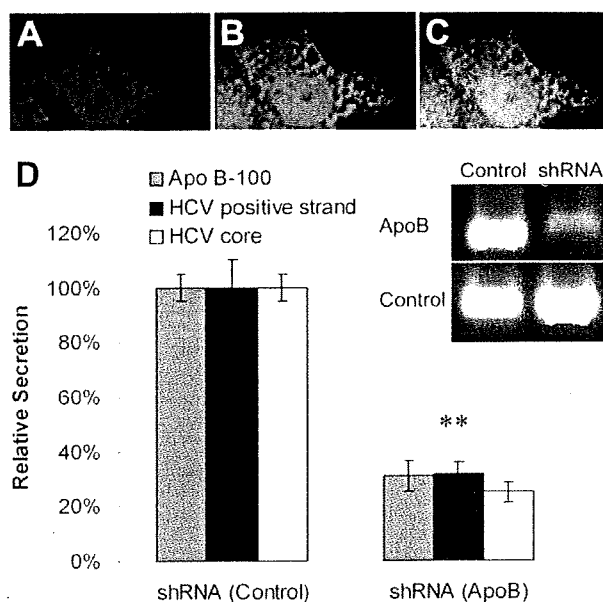 A B C
D
Apo B-100
HCV positive strand
HCV core
Control shRNA
ApoB
Control
Relative Secretion
120%
100%
80%
60%
40%
20%
0%
**
shRNA (Control)
shRNA (ApoB)